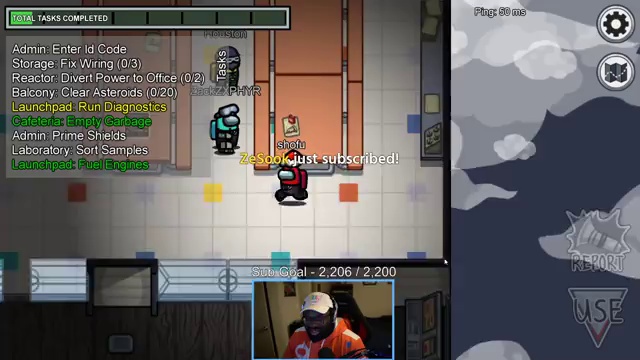 TOTAL TASKS COMPLETED
Ping: 50 ms
Houston
Admin: Enter Id Code
Storage: Fix Wiring (0/3)
Reactor: Divert Power to Office (0/2)
Balcony: Clear Asteroids (0/20)
Launchpad: Run Diagnostics
Cafeteria: Empty Garbage
Admin: Prime Shields
Laboratory: Sort Samples
Launchpad: Fuel Engines
Tasks
shofu
ZeSook just subscribed!
Sub Goal - 2,206 / 2,200
REPORT
USE